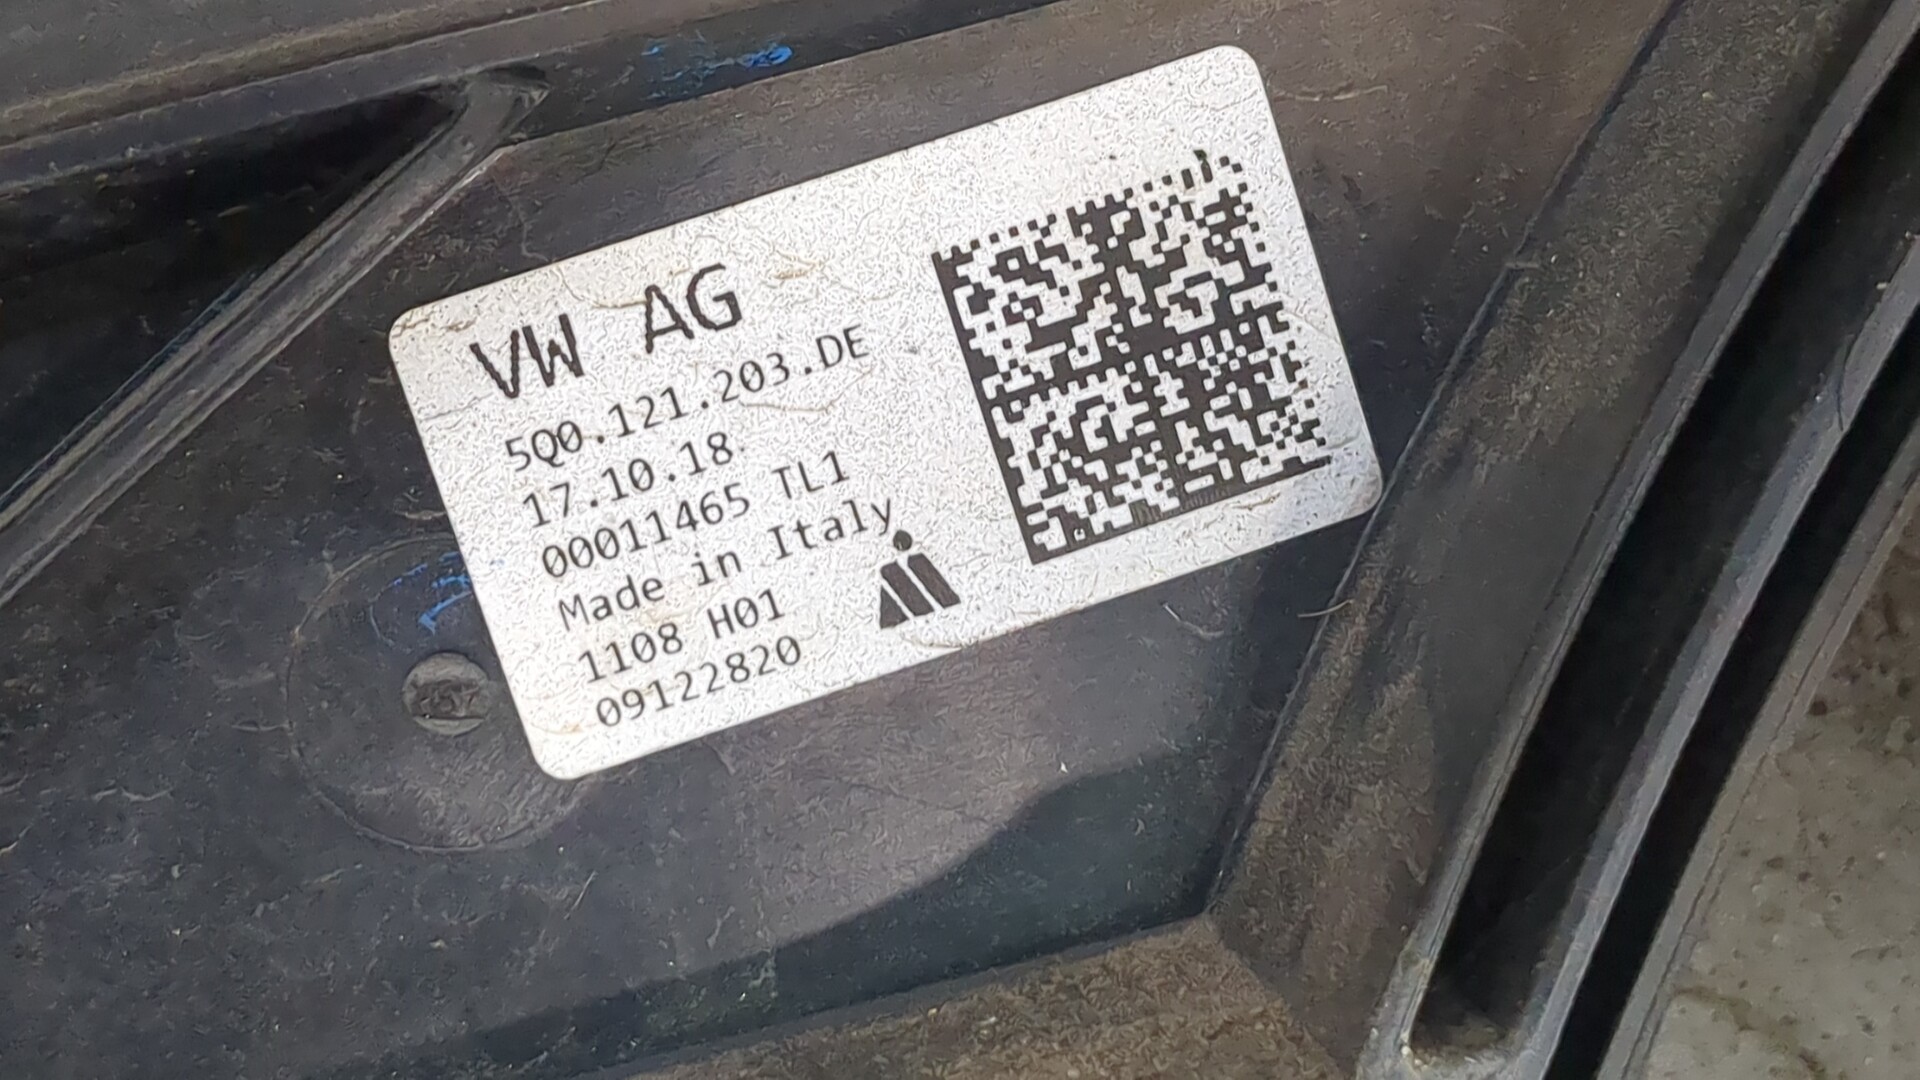 VW AG
5Q0.121.203.DE
17.10.18
00011465 TL1
Made in Italy
1108 H01
09122820